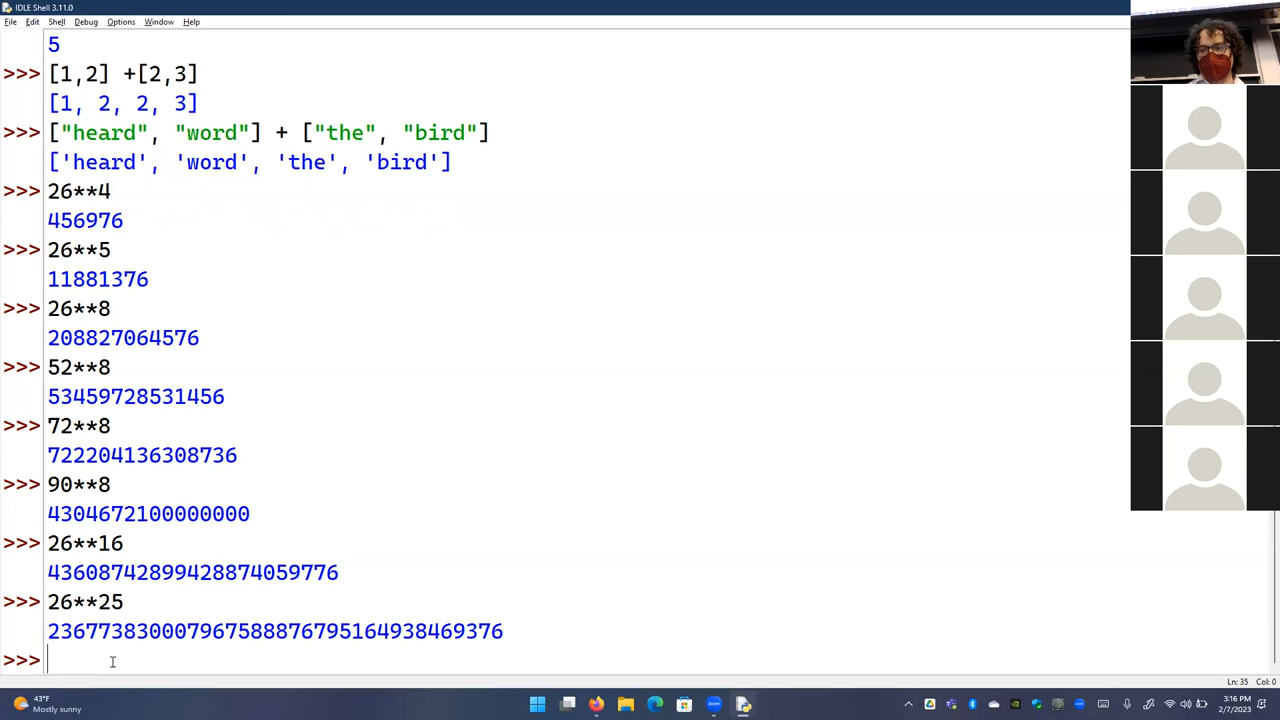 IDLE Shell 3.11.0
File Edit Shell Debug Options Window Help
5
>>> [1,2] +[2,3]
[1, 2, 2, 3]
>>> ["heard", "word"] + ["the", "bird"]
['heard', 'word', 'the', 'bird']
>>> 26**4
456976
>>> 26**5
11881376
>>> 26**8
208827064576
>>> 52**8
53459728531456
>>> 72**8
722204136308736
>>> 90**8
4304672100000000
>>> 26**16
43608742899428874059776
>>> 26**25
236773830007967588876795164938469376
>>>
Ln: 35 Col: 0
43°F
Mostly sunny
3:16 PM
2/7/2023